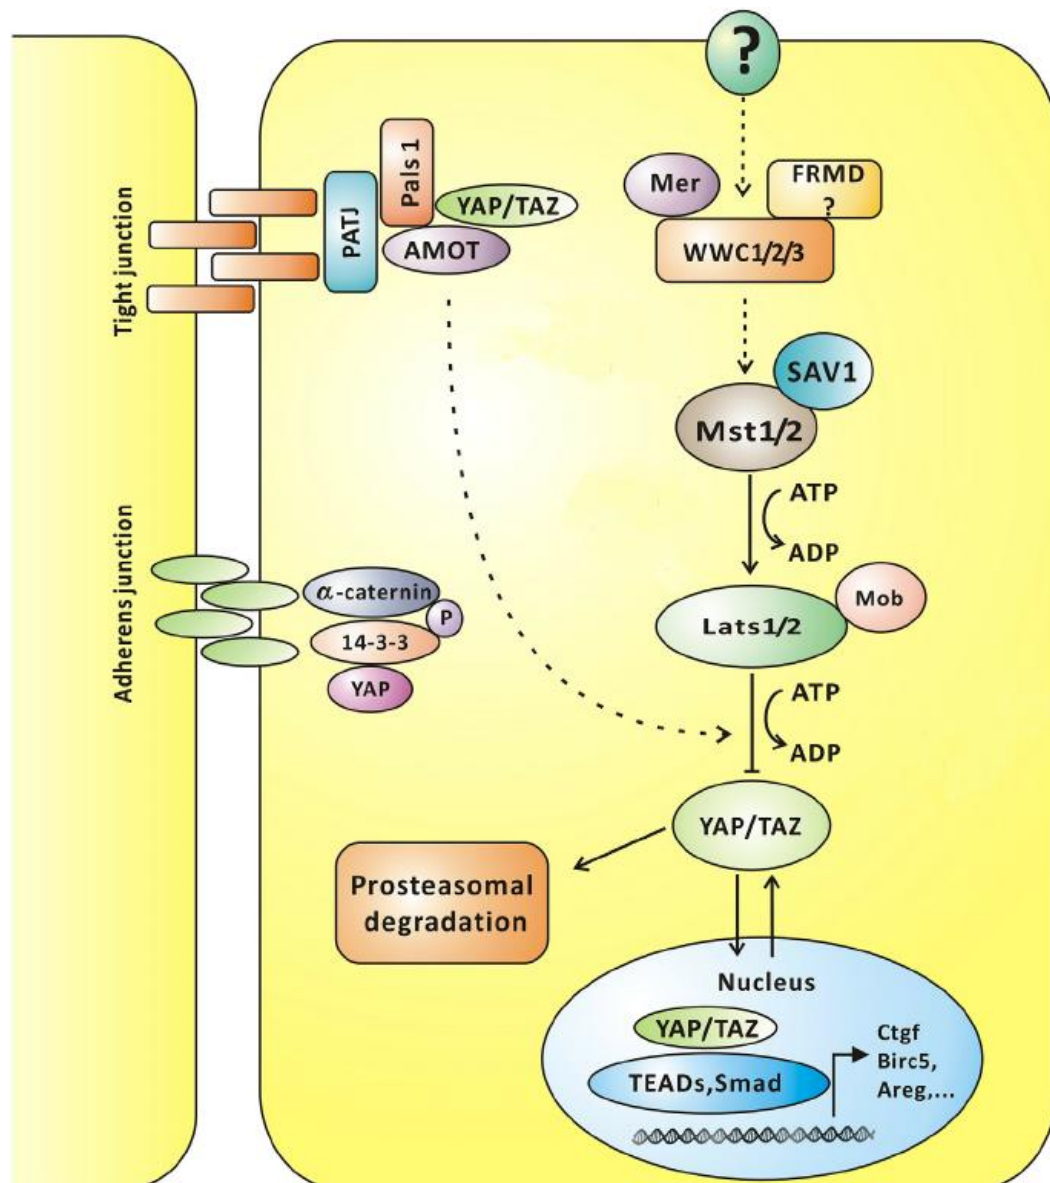 ?
Mer
FRMD
?
WWC1/2/3
Tight junction
PATJ
Pals 1
YAP/TAZ
AMOT
SAV1
Mst1/2
ATP
ADP
Adherens junction
α-caternin
P
14-3-3
YAP
Lats1/2
Mob
ATP
ADP
YAP/TAZ
Prosteasomal
degradation
Nucleus
YAP/TAZ
TEADs,Smad
Ctgf
Birc5,
Areg,...